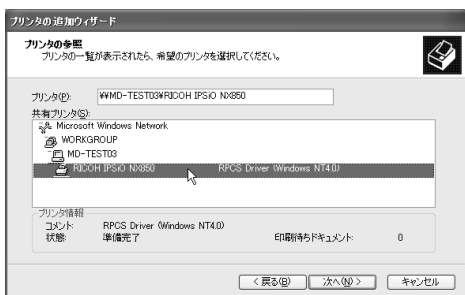 プリンタの追加ウィザード
プリンタの参照
プリンタの一覧が表示されたら、希望のプリンタを選択してください。
プリンタ(P): ¥¥MD-TEST03¥RICOH IPSiO NX850
共有プリンタ(S):
Microsoft Windows Network
WORKGROUP
MD-TEST03
RICOH IPSiO NX850 RPCS Driver (Windows NT4.0)
プリンタ情報
コメント: RPCS Driver (Windows NT4.0)
状態: 準備完了 印刷待ちドキュメント: 0
< 戻る(B) 次へ(N) > キャンセル